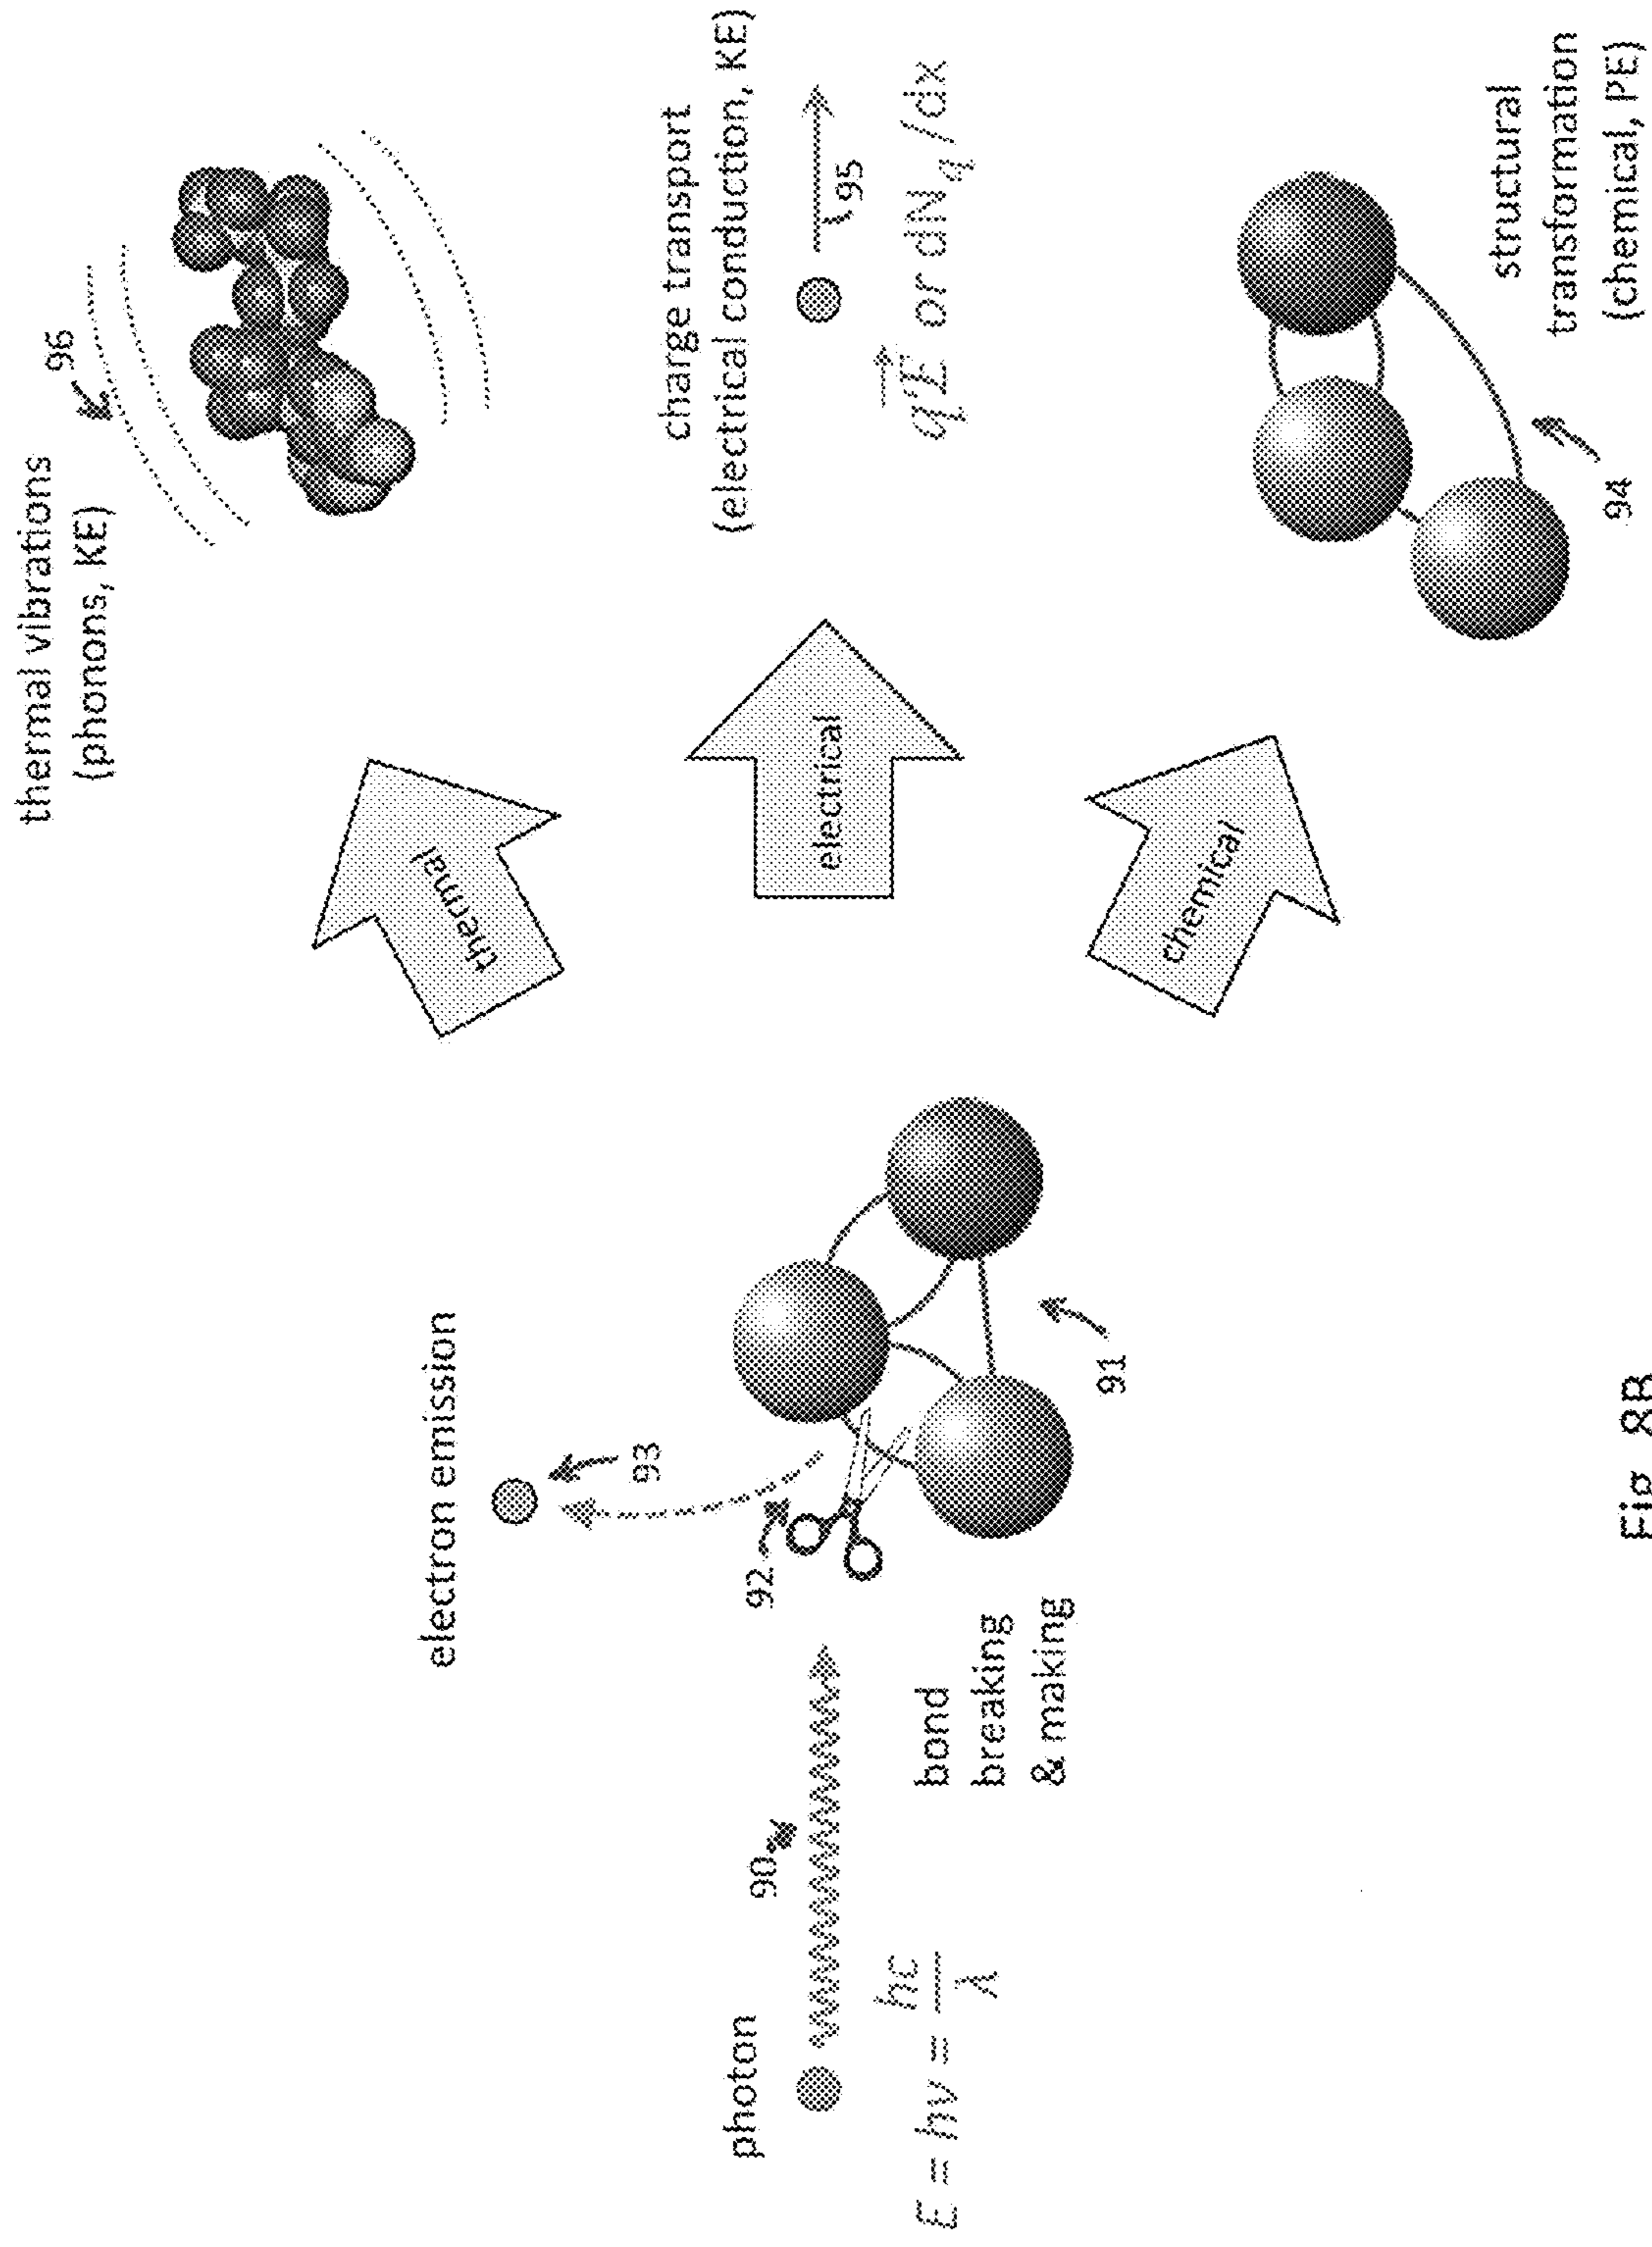 thermal vibrations
(phonons, KE)
96
electron emission
93
thermal
charge transport
(electrical conduction, KE)
95
qE or dNq/dx
photon
90
92
electrical
E = hν = hc/λ
bond
breaking
& making
91
chemical
structural
transformation
(chemical, PE)
94
Fig. 8B